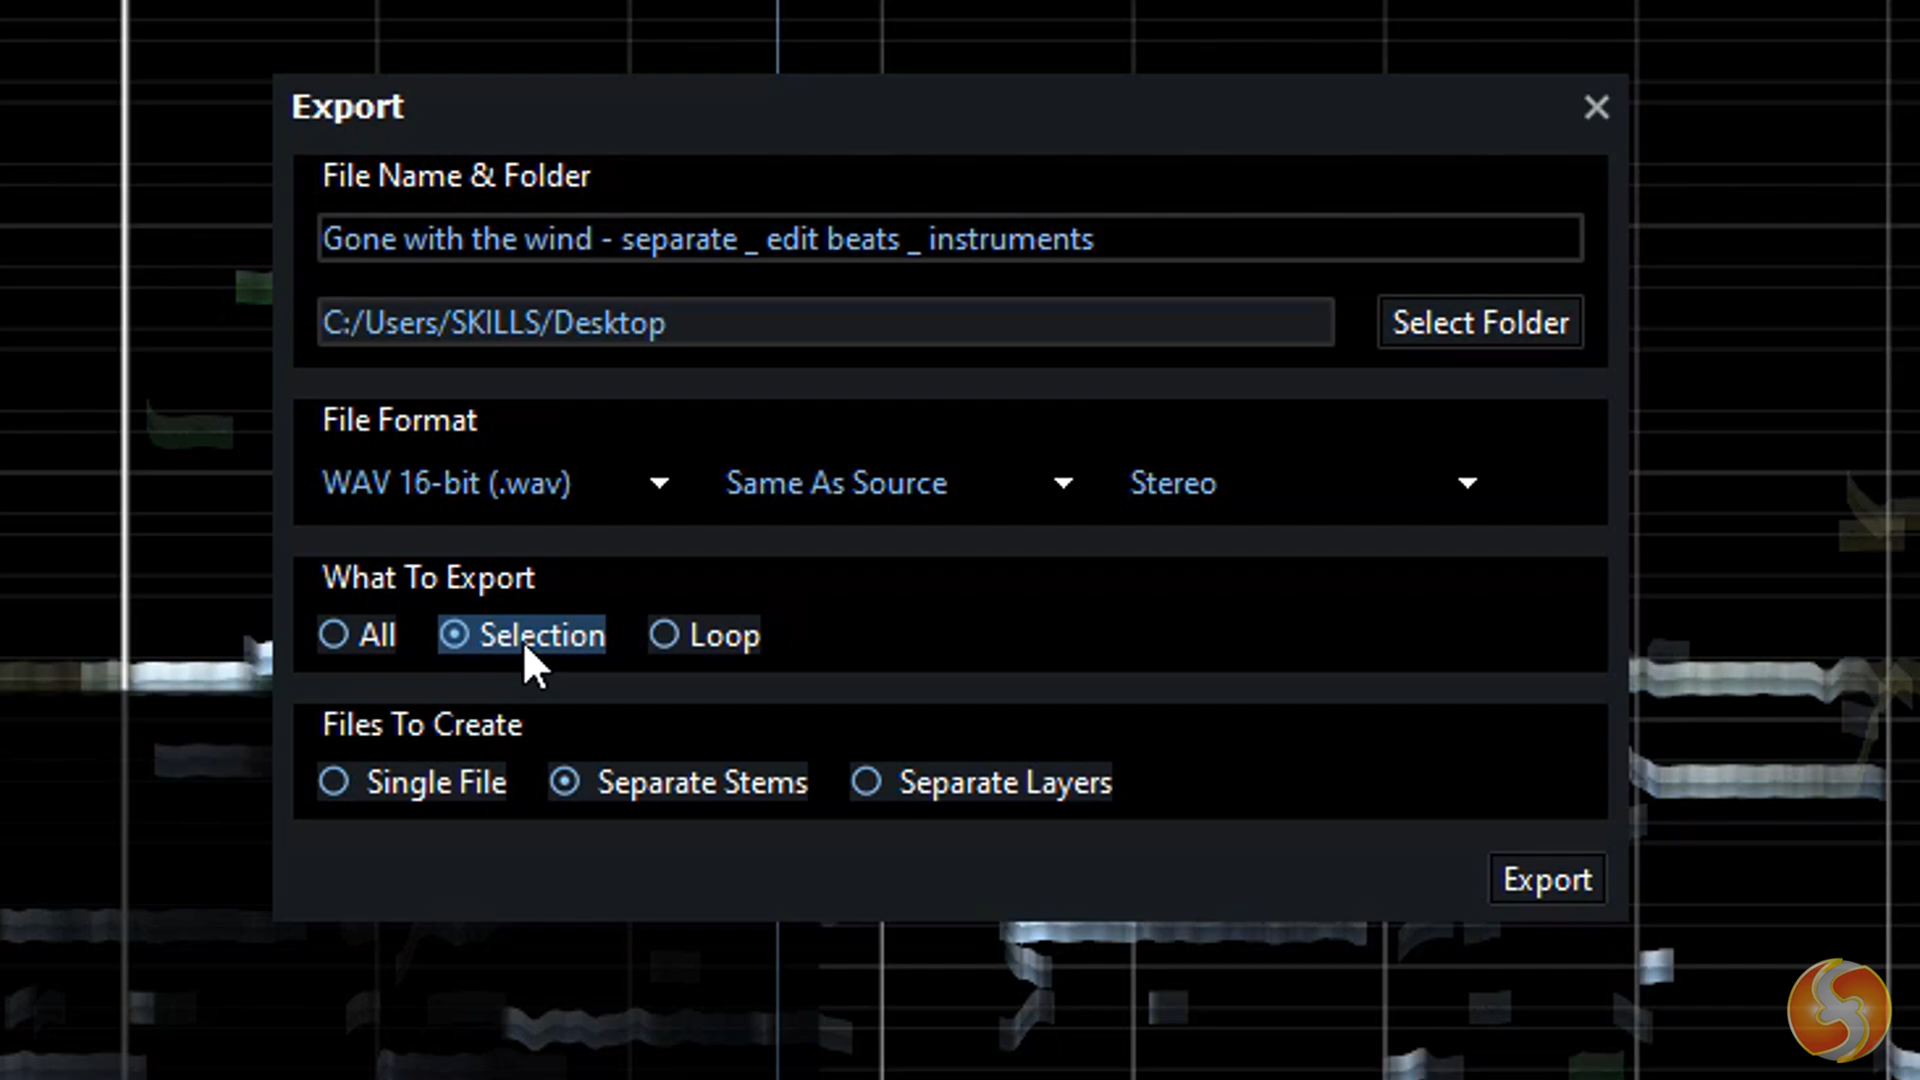 Export
File Name & Folder
Gone with the wind - separate _ edit beats _ instruments
C:/Users/SKILLS/Desktop
Select Folder
File Format
WAV 16-bit (.wav)
Same As Source
Stereo
What To Export
All
Selection
Loop
Files To Create
Single File
Separate Stems
Separate Layers
Export